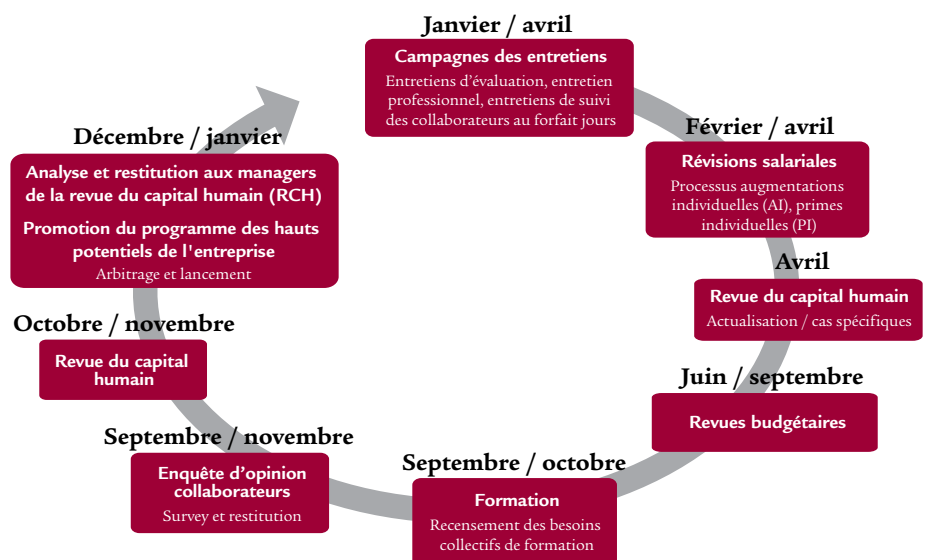 Janvier / avril
Campagnes des entretiens
Entretiens d'évaluation, entretien
professionnel, entretiens de suivi
des collaborateurs au forfait jours
Février / avril
Révisions salariales
Processus augmentations
individuelles (AI), primes
individuelles (PI)
Avril
Revue du capital humain
Actualisation / cas spécifiques
Juin / septembre
Revues budgétaires
Septembre / octobre
Formation
Recensement des besoins
collectifs de formation
Septembre / novembre
Enquête d'opinion
collaborateurs
Survey et restitution
Octobre / novembre
Revue du capital
humain
Décembre / janvier
Analyse et restitution aux managers
de la revue du capital humain (RCH)
Promotion du programme des hauts
potentiels de l'entreprise
Arbitrage et lancement